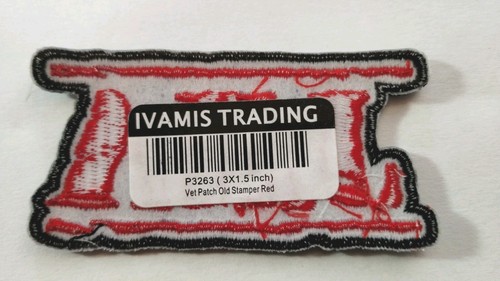 IVAMIS TRADING
P3263 ( 3X1.5 inch)
Vet Patch Old Stamper Red